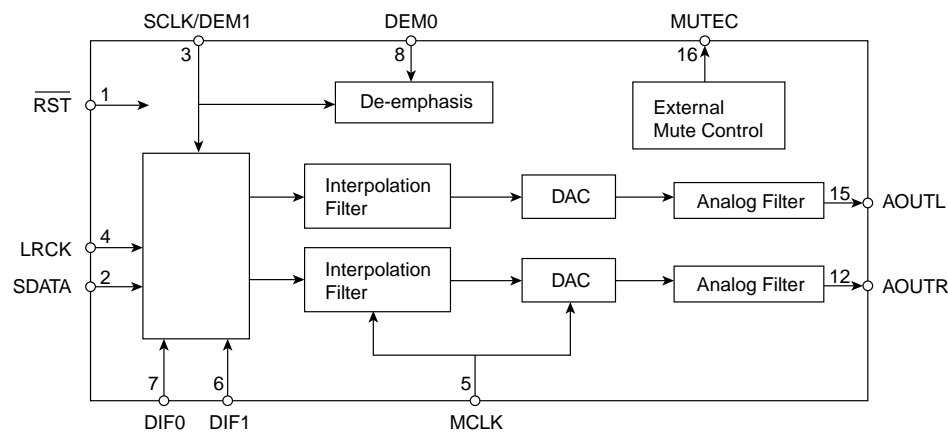 SCLK/DEM1
DEM0
MUTEC
3
8
16
RST
1
De-emphasis
External
Mute Control
Interpolation
Filter
DAC
Analog Filter
15
AOUTL
LRCK
4
Interpolation
Filter
DAC
Analog Filter
12
AOUTR
SDATA
2
7
6
5
DIF0
DIF1
MCLK